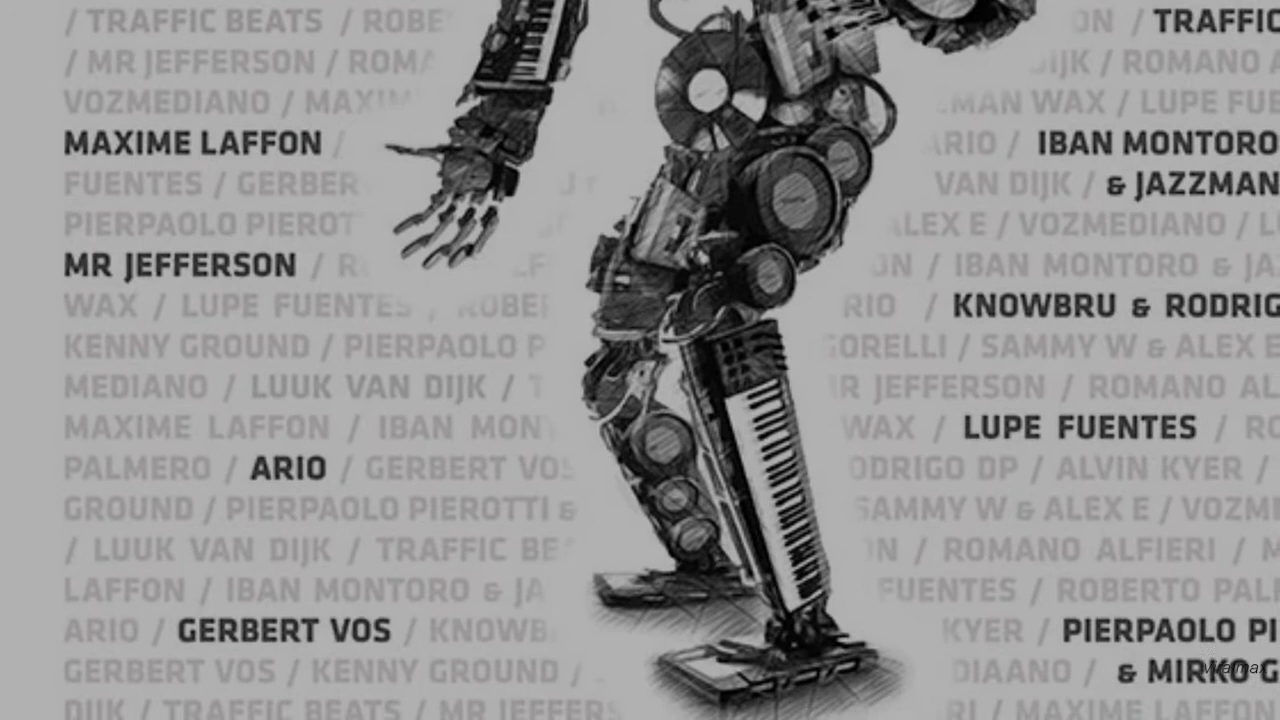 / TRAFFIC BEATS / ROBE ON / TRAFFIC
/ MR JEFFERSON / ROMA DIJK / ROMANO A
VOZMEDIANO / MAXIM MAN WAX / LUPE FUE
MAXIME LAFFON / ARIO / IBAN MONTORO
FUENTES / GERBER VAN DIJK / & JAZZMAN
PIERPAOLO PIEROT ALEX E / VOZMEDIANO / L
MR JEFFERSON / R ON / IBAN MONTORO & JA
WAX / LUPE FUENTES / ROBE RIO / KNOWBRU & RODRIG
KENNY GROUND / PIERPAOLO P GORELLI / SAMMY W & ALEX E
MEDIANO / LUUK VAN DIJK / T R JEFFERSON / ROMANO AL
MAXIME LAFFON / IBAN MON WAX / LUPE FUENTES / RO
PALMERO / ARIO / GERBERT VOS ODRIGO DP / ALVIN KYER /
GROUND / PIERPAOLO PIEROTTI & SAMMY W & ALEX E / VOZM
/ LUUK VAN DIJK / TRAFFIC BE ON / ROMANO ALFIERI / M
LAFFON / IBAN MONTORO & JA FUENTES / ROBERTO PAL
ARIO / GERBERT VOS / KNOWB KYER / PIERPAOLO PI
GERBERT VOS / KENNY GROUND / DIAANO / & MIRKO G
DIJK / TRAFFIC BEATS / MR JEFFERS RI / MAXIME LAFFON